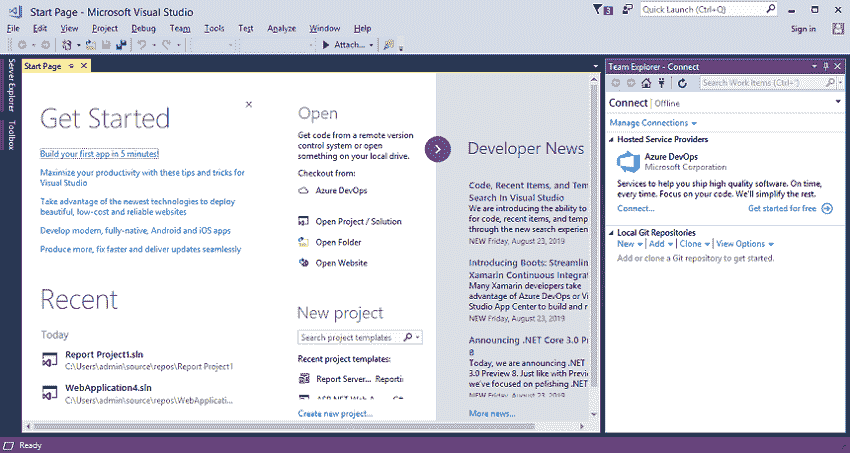 Start Page - Microsoft Visual Studio
3
Quick Launch (Ctrl+Q)
File Edit View Project Debug Team Tools Test Analyze Window Help
Sign in
Attach...
Server Explorer
Toolbox
Start Page
Get Started
Build your first app in 5 minutes!
Maximize your productivity with these tips and tricks for
Visual Studio
Take advantage of the newest technologies to deploy
beautiful, low-cost and reliable websites
Develop modern, fully-native, Android and iOS apps
Produce more, fix faster and deliver updates seamlessly
Recent
Today
Report Project1.sln
C:\Users\admin\source\repos\Report Project1
WebApplication4.sln
C:\Users\admin\source\repos\WebApplicati...
Open
Get code from a remote version
control system or open
something on your local drive.
Checkout from:
Azure DevOps
Open Project / Solution
Open Folder
Open Website
New project
Search project templates
Recent project templates:
Report Server... Reportin
ASP.NET Web A
Create new project...
Developer News
Code, Recent Items, and Tem
Search In Visual Studio
We are introducing the ability to
for code, recent items, and temp
through the new search experien
NEW Friday, August 23, 2019
Introducing Boots: Streamlin
Xamarin Continuous Integrat
Many Xamarin developers take
advantage of Azure DevOps or Vi
Studio App Center to build and r
NEW Friday, August 23, 2019
Announcing .NET Core 3.0 P
8
Today, we are announcing .NET
3.0 Preview 8. Just like with Previ
we've focused on polishing .NET
More news...
Team Explorer - Connect
Search Work Items (Ctrl+')
Connect | Offline
Manage Connections
Hosted Service Providers
Azure DevOps
Microsoft Corporation
Services to help you ship high quality software. On time,
every time. Focus on your code. We'll simplify the rest.
Connect... Get started for free
Local Git Repositories
New | Add | Clone | View Options
Add or clone a Git repository to get started.
Ready